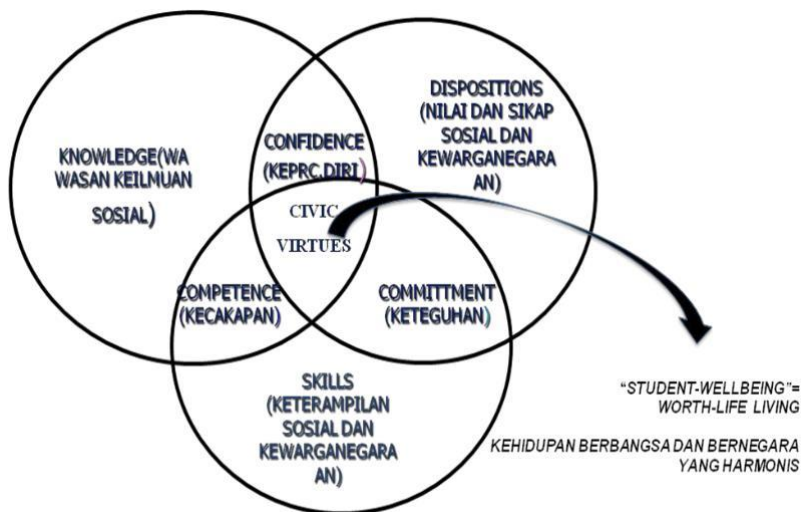 KNOWLEDGE(WA
WASAN KEILMUAN
SOSIAL)
CONFIDENCE
(KEPRC.DIRI)
DISPOSITIONS
(NILAI DAN SIKAP
SOSIAL DAN
KEWARGANEGARA
AN)
CIVIC
VIRTUES
COMPETENCE
(KECAKAPAN)
COMMITTMENT
(KETEGUHAN)
SKILLS
(KETERAMPILAN
SOSIAL DAN
KEWARGANEGARA
AN)
"STUDENT-WELLBEING"=
WORTH-LIFE LIVING
KEHIDUPAN BERBANGSA DAN BERNEGARA
YANG HARMONIS